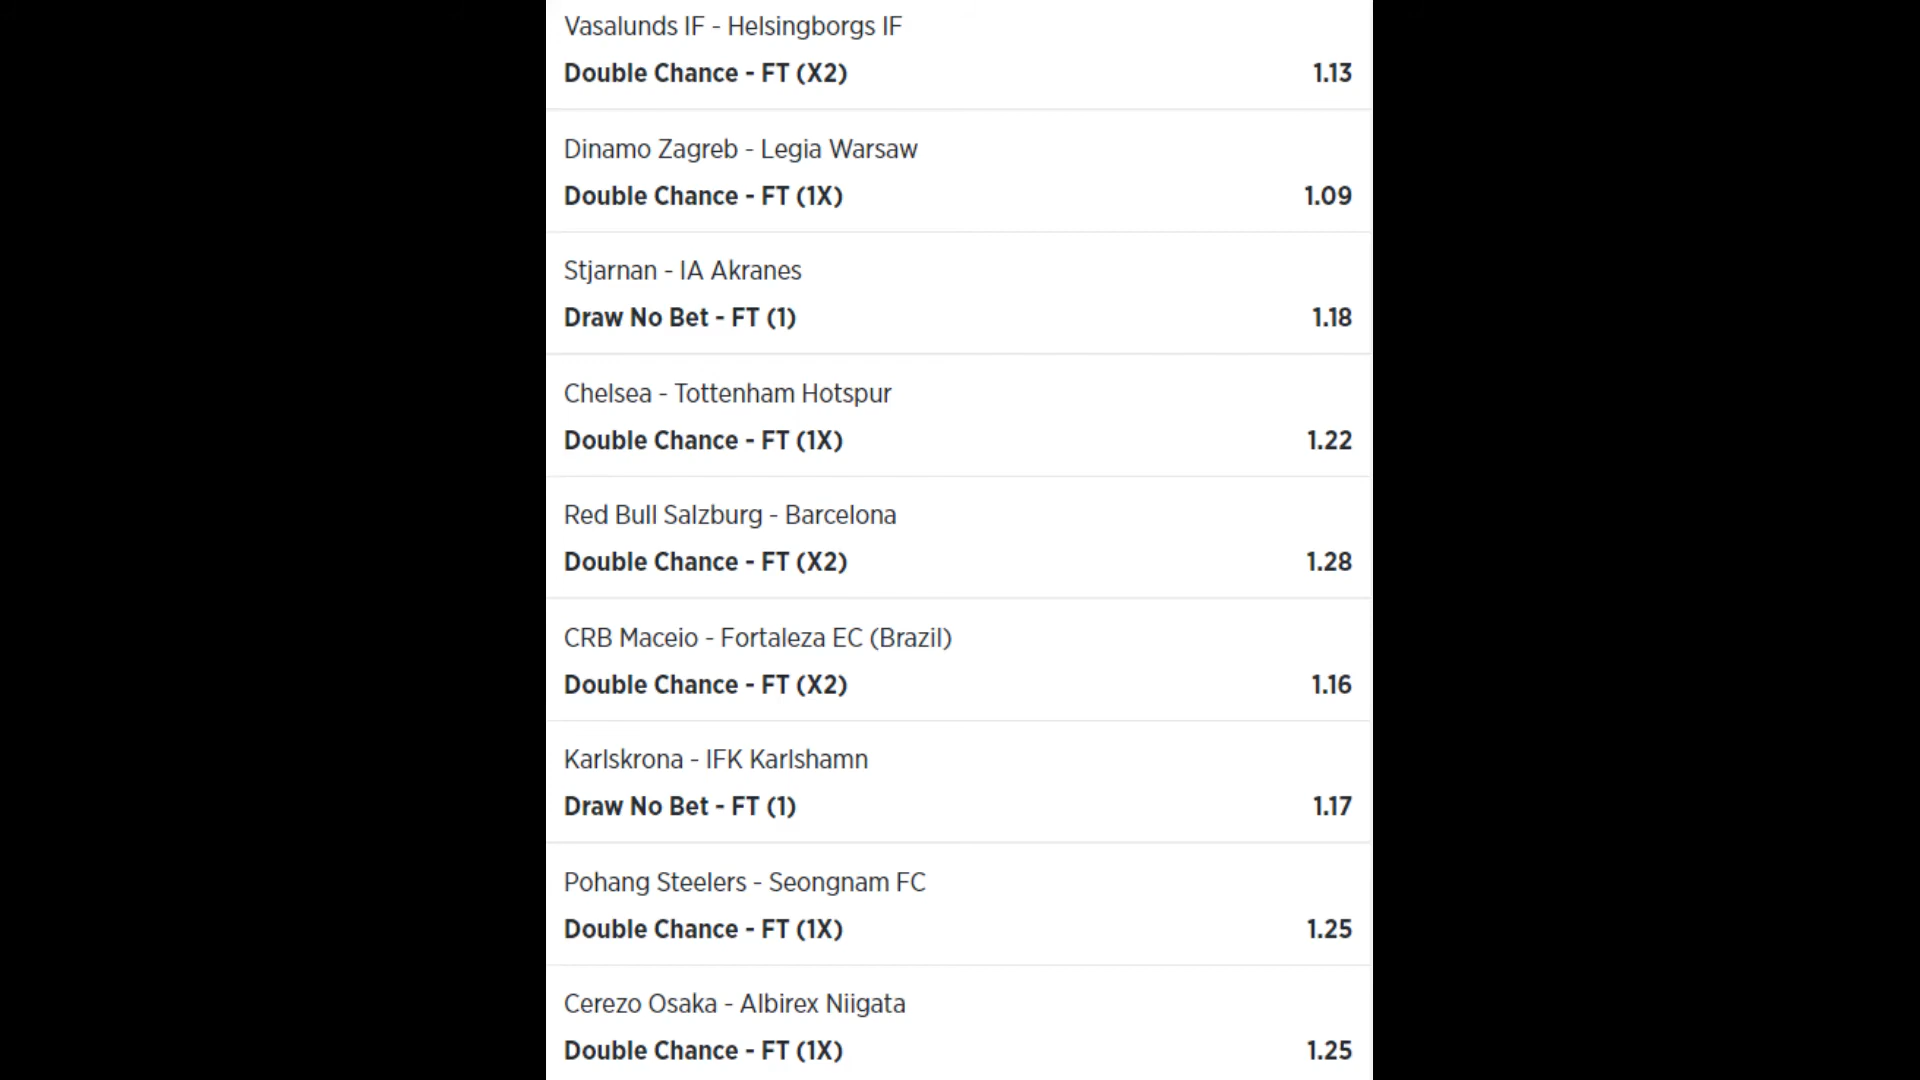 Vasalunds IF - Helsingborgs IF
Double Chance - FT (X2) 1.13
Dinamo Zagreb - Legia Warsaw
Double Chance - FT (1X) 1.09
Stjarnan - IA Akranes
Draw No Bet - FT (1) 1.18
Chelsea - Tottenham Hotspur
Double Chance - FT (1X) 1.22
Red Bull Salzburg - Barcelona
Double Chance - FT (X2) 1.28
CRB Maceio - Fortaleza EC (Brazil)
Double Chance - FT (X2) 1.16
Karlskrona - IFK Karlshamn
Draw No Bet - FT (1) 1.17
Pohang Steelers - Seongnam FC
Double Chance - FT (1X) 1.25
Cerezo Osaka - Albirex Niigata
Double Chance - FT (1X) 1.25